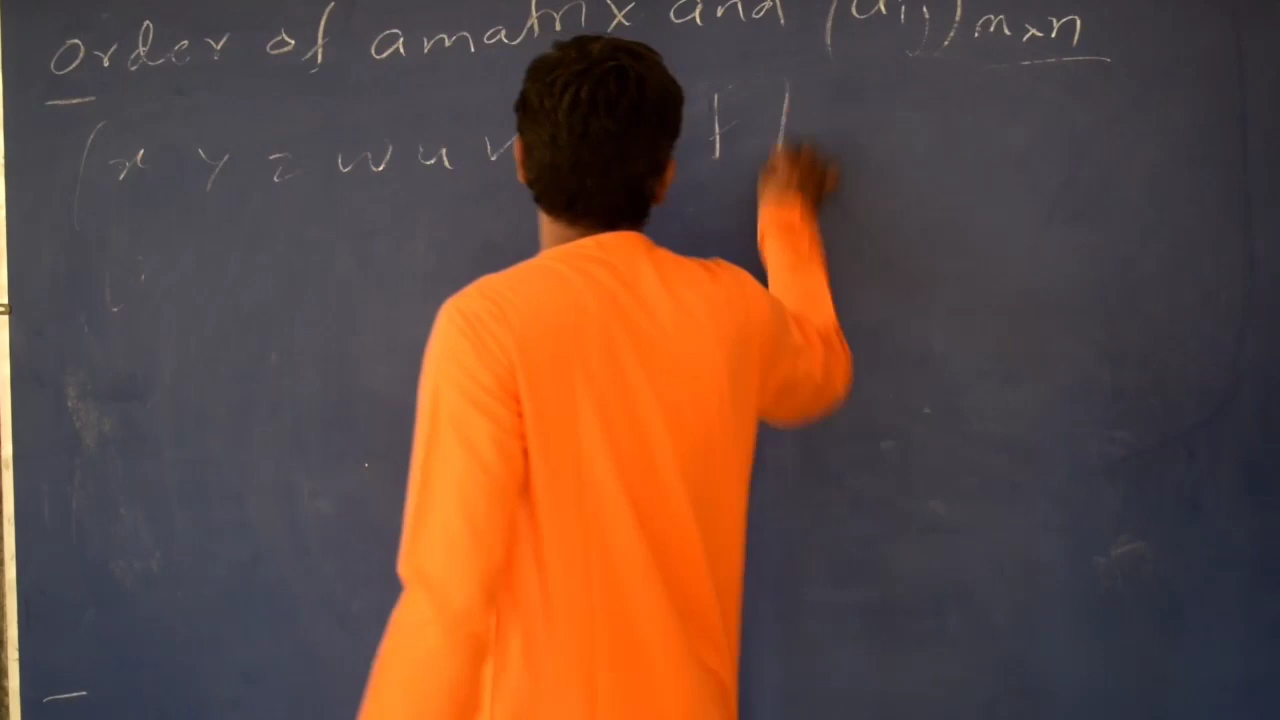 Order of a matrix and (aij)m×n
(x y z w u v t